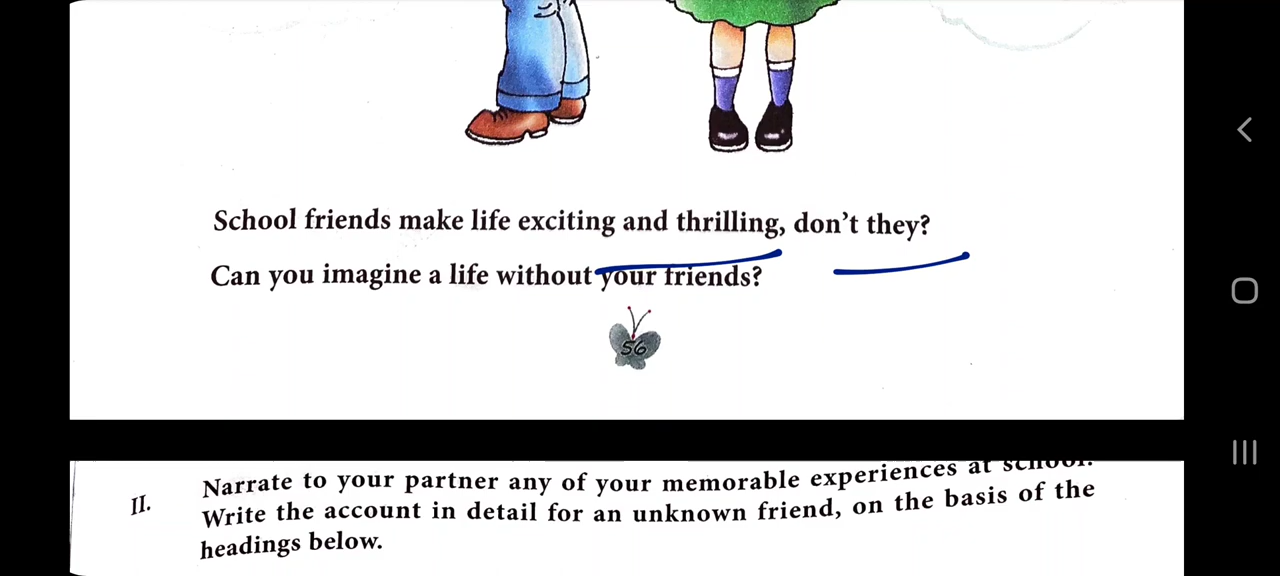 School friends make life exciting and thrilling, don't they?
Can you imagine a life without your friends?
56
II. Narrate to your partner any of your memorable experiences at school.
Write the account in detail for an unknown friend, on the basis of the
headings below.